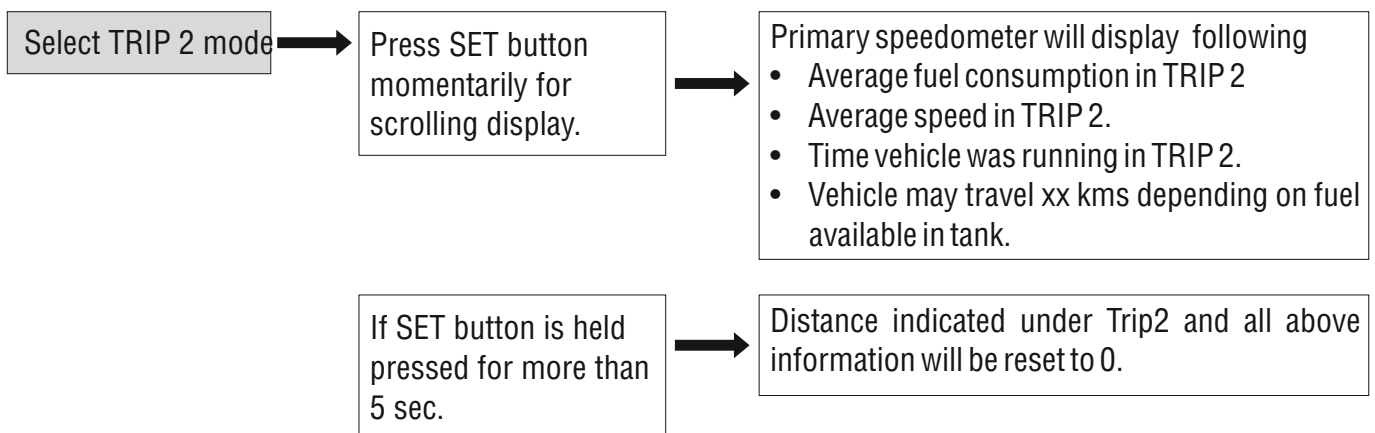 Select TRIP 2 mode
Press SET button
momentarily for
scrolling display.
Primary speedometer will display following
• Average fuel consumption in TRIP 2
• Average speed in TRIP 2.
• Time vehicle was running in TRIP 2.
• Vehicle may travel xx kms depending on fuel
available in tank.
If SET button is held
pressed for more than
5 sec.
Distance indicated under Trip2 and all above
information will be reset to 0.